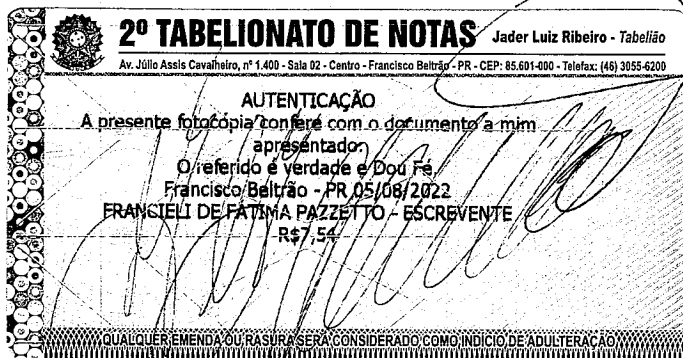 2º TABELIONATO DE NOTAS Jader Luiz Ribeiro - Tabelião
Av. Júlio Assis Cavalheiro, nº 1.400 - Sala 02 - Centro - Francisco Beltrão - PR - CEP: 85.601-000 - Telefax: (46) 3055-6200
AUTENTICAÇÃO
A presente fotocópia confere com o documento a mim
apresentado.
O referido é verdade e Dou Fé.
Francisco Beltrão - PR 05/08/2022
FRANCIELI DE FATIMA PAZZETTO - ESCREVENTE
R$7,54
QUALQUER EMENDA OU RASURA SERÁ CONSIDERADO COMO INDÍCIO DE ADULTERAÇÃO